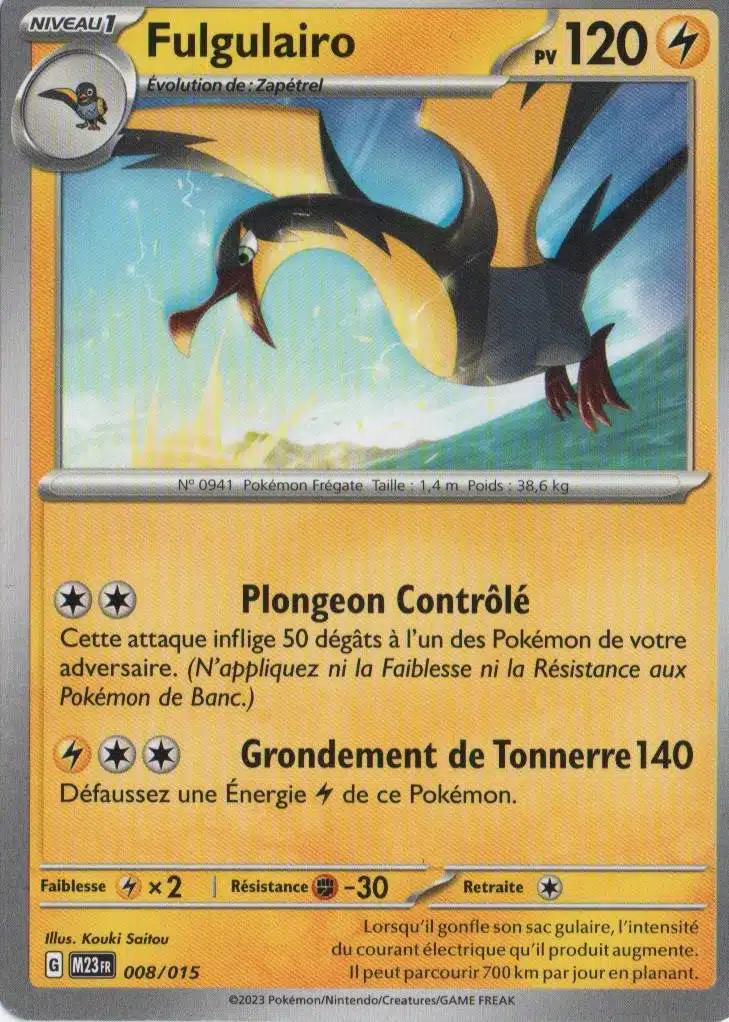 NIVEAU 1
Fulgulairo
PV 120
Évolution de : Zapétrel
N° 0941 Pokémon Frégate Taille : 1,4 m Poids : 38,6 kg
Plongeon Contrôlé
Cette attaque inflige 50 dégâts à l'un des Pokémon de votre
adversaire. (N'appliquez ni la Faiblesse ni la Résistance aux
Pokémon de Banc.)
Grondement de Tonnerre 140
Défaussez une Énergie de ce Pokémon.
Faiblesse ×2 Résistance -30 Retraite
Illus. Kouki Saitou
G M23 FR 008/015
Lorsqu'il gonfle son sac gulaire, l'intensité
du courant électrique qu'il produit augmente.
Il peut parcourir 700 km par jour en planant.
©2023 Pokémon/Nintendo/Creatures/GAME FREAK